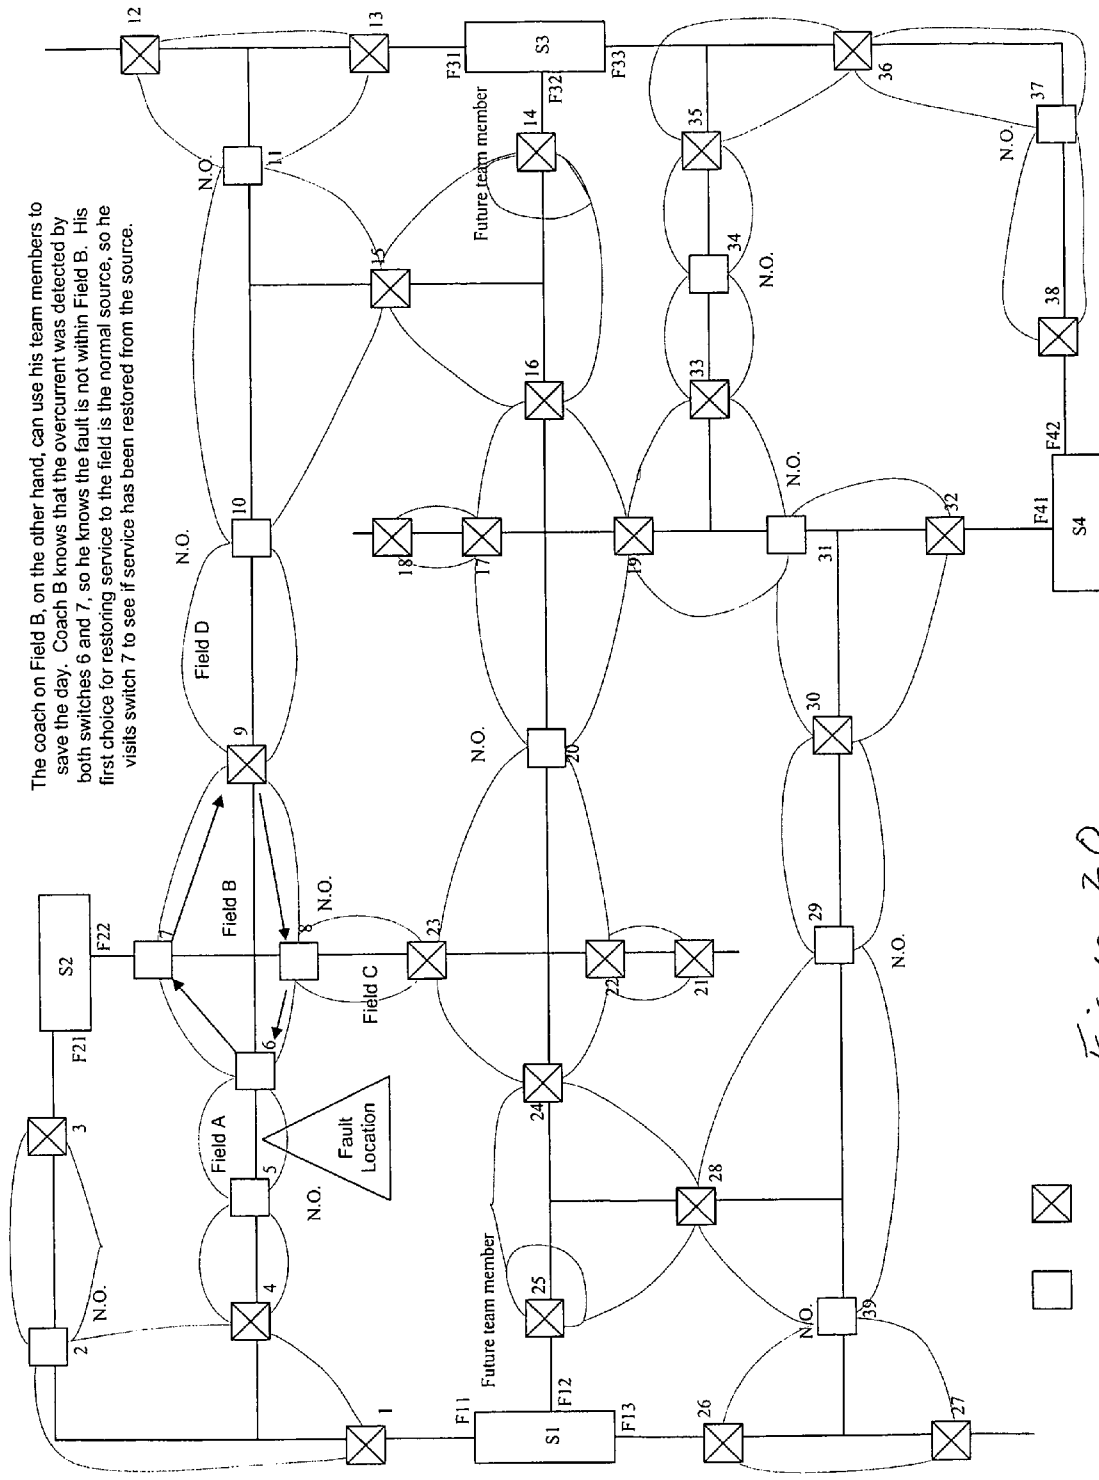 The coach on Field B, on the other hand, can use his team members to
save the day. Coach B knows that the overcurrent was detected by
both switches 6 and 7, so he knows the fault is not within Field B. His
first choice for restoring service to the field is the normal source, so he
visits switch 7 to see if service has been restored from the source.
S2
F21
F22
3
2
N.O.
7
Field B
9
Field D
N.O.
10
N.O.
11
12
13
F31
S3
F32
F33
Future team member
14
15
16
1
4
5
N.O.
Field A
6
8
N.O.
Field C
Fault
Location
23
N.O.
20
17
18
19
33
34
N.O.
35
36
37
N.O.
38
F42
F41
S4
32
31
N.O.
30
29
N.O.
22
21
24
25
Future team member
28
F11
S1
F12
F13
26
27
39
N.O.